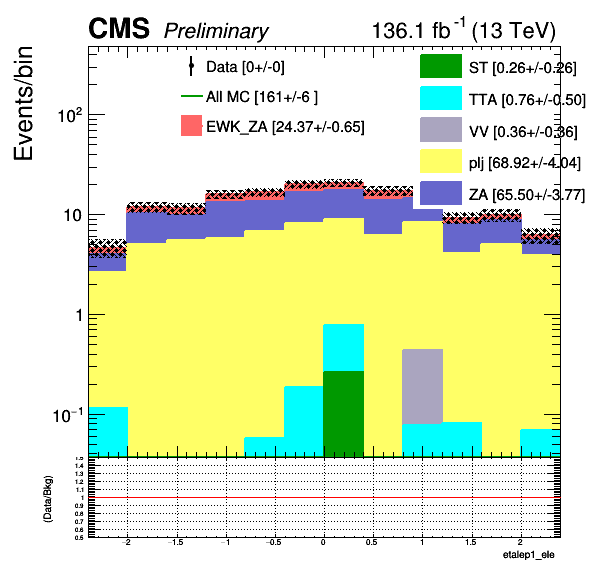 CMS Preliminary 136.1 fb⁻¹ (13 TeV)
Events/bin
Data [0+/-0]
All MC [161+/-6 ]
EWK_ZA [24.37+/-0.65]
ST [0.26+/-0.26]
TTA [0.76+/-0.50]
VV [0.36+/-0.36]
plj [68.92+/-4.04]
ZA [65.50+/-3.77]
10²
10
1
10⁻¹
(Data/Bkg)
1.5
1.4
1.3
1.2
1.1
1
0.9
0.8
0.7
0.6
0.5
−2 −1.5 −1 −0.5 0 0.5 1 1.5 2
etalep1_ele